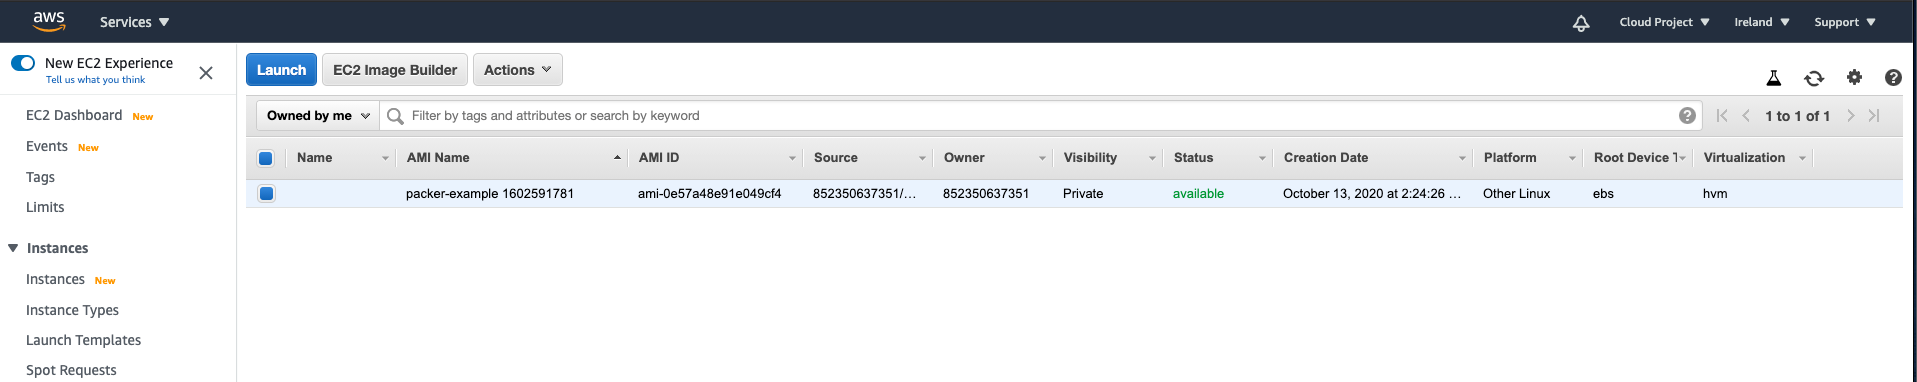 aws Services Cloud Project Ireland Support
New EC2 Experience
Tell us what you think
EC2 Dashboard New
Events New
Tags
Limits
Instances
Instances New
Instance Types
Launch Templates
Spot Requests
Launch EC2 Image Builder Actions
Owned by me Filter by tags and attributes or search by keyword 1 to 1 of 1
Name AMI Name AMI ID Source Owner Visibility Status Creation Date Platform Root Device T Virtualization
packer-example 1602591781 ami-0e57a48e91e049cf4 852350637351/... 852350637351 Private available October 13, 2020 at 2:24:26 ... Other Linux ebs hvm